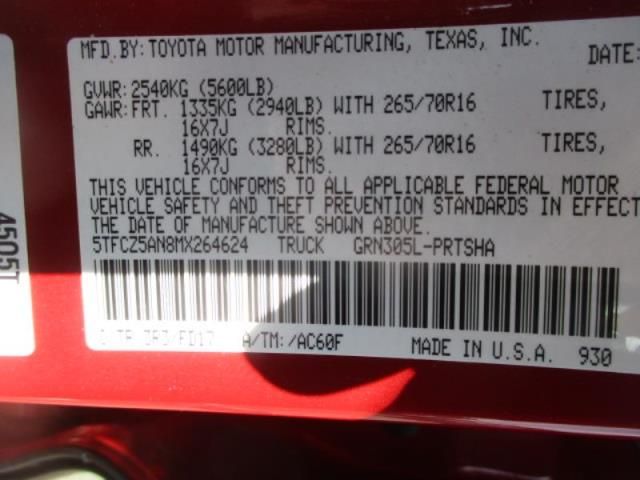 MFD.BY: TOYOTA MOTOR MANUFACTURING, TEXAS, INC.
DATE:
GVWR: 2540KG (5600LB)
GAWR: FRT. 1335KG (2940LB) WITH 265/70R16 TIRES,
16X7J RIMS.
RR. 1490KG (3280LB) WITH 265/70R16 TIRES,
16X7J RIMS.
THIS VEHICLE CONFORMS TO ALL APPLICABLE FEDERAL MOTOR
VEHICLE SAFETY AND THEFT PREVENTION STANDARDS IN EFFECT
THE DATE OF MANUFACTURE SHOWN ABOVE.
5TFCZ5AN8MX264624 TRUCK GRN305L-PRTSHA
C/TR 3R3/FD17 A/TM: /AC60F MADE IN U.S.A. 930
4505T